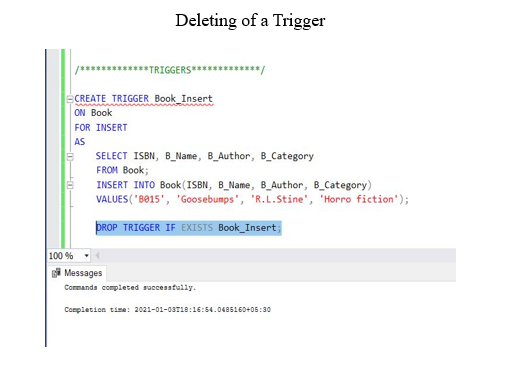 Deleting of a Trigger
/*************TRIGGERS*************/
CREATE TRIGGER Book_Insert
ON Book
FOR INSERT
AS
SELECT ISBN, B_Name, B_Author, B_Category
FROM Book;
INSERT INTO Book(ISBN, B_Name, B_Author, B_Category)
VALUES('B015', 'Goosebumps', 'R.L.Stine', 'Horro fiction');
DROP TRIGGER IF EXISTS Book_Insert;
100 %
Messages
Commands completed successfully.
Completion time: 2021-01-03T18:16:54.0485160+05:30